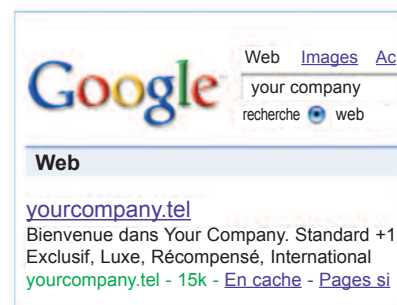 Google
Web Images Ac
your company
recherche web
Web
yourcompany.tel
Bienvenue dans Your Company. Standard +1
Exclusif, Luxe, Récompensé, International
yourcompany.tel - 15k - En cache - Pages si